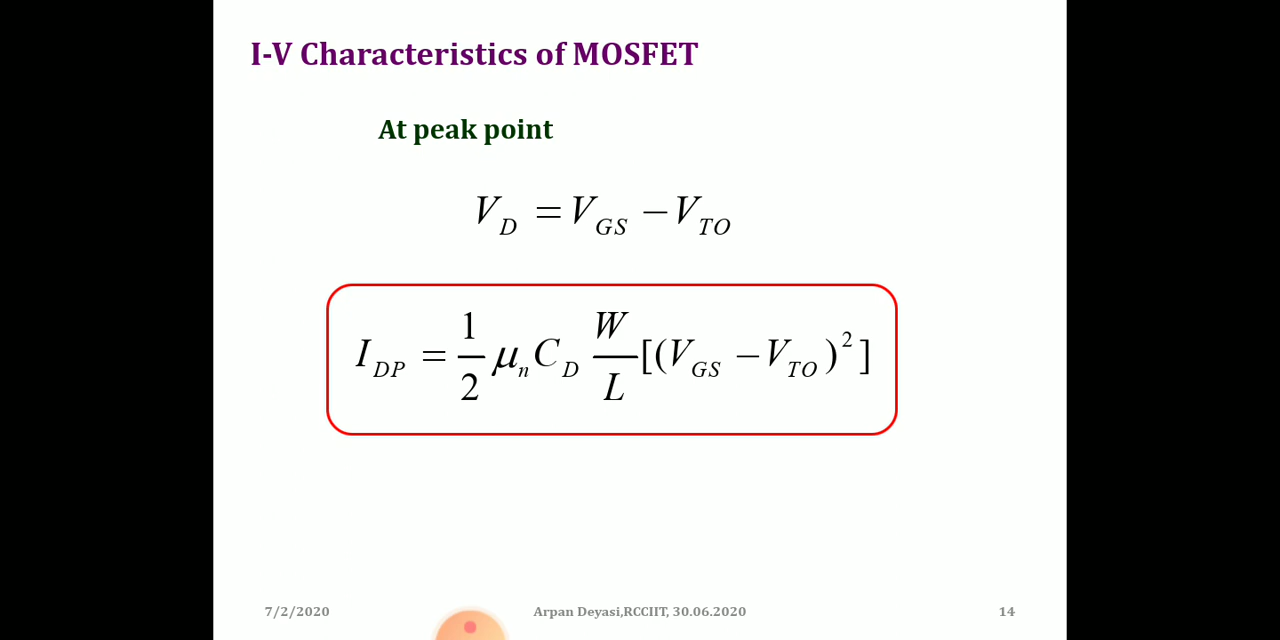 I-V Characteristics of MOSFET
At peak point
V_D = V_GS − V_TO
I_DP = 1/2 μ_n C_D W/L [(V_GS − V_TO)²]
7/2/2020 Arpan Deyasi,RCCIIT, 30.06.2020 14